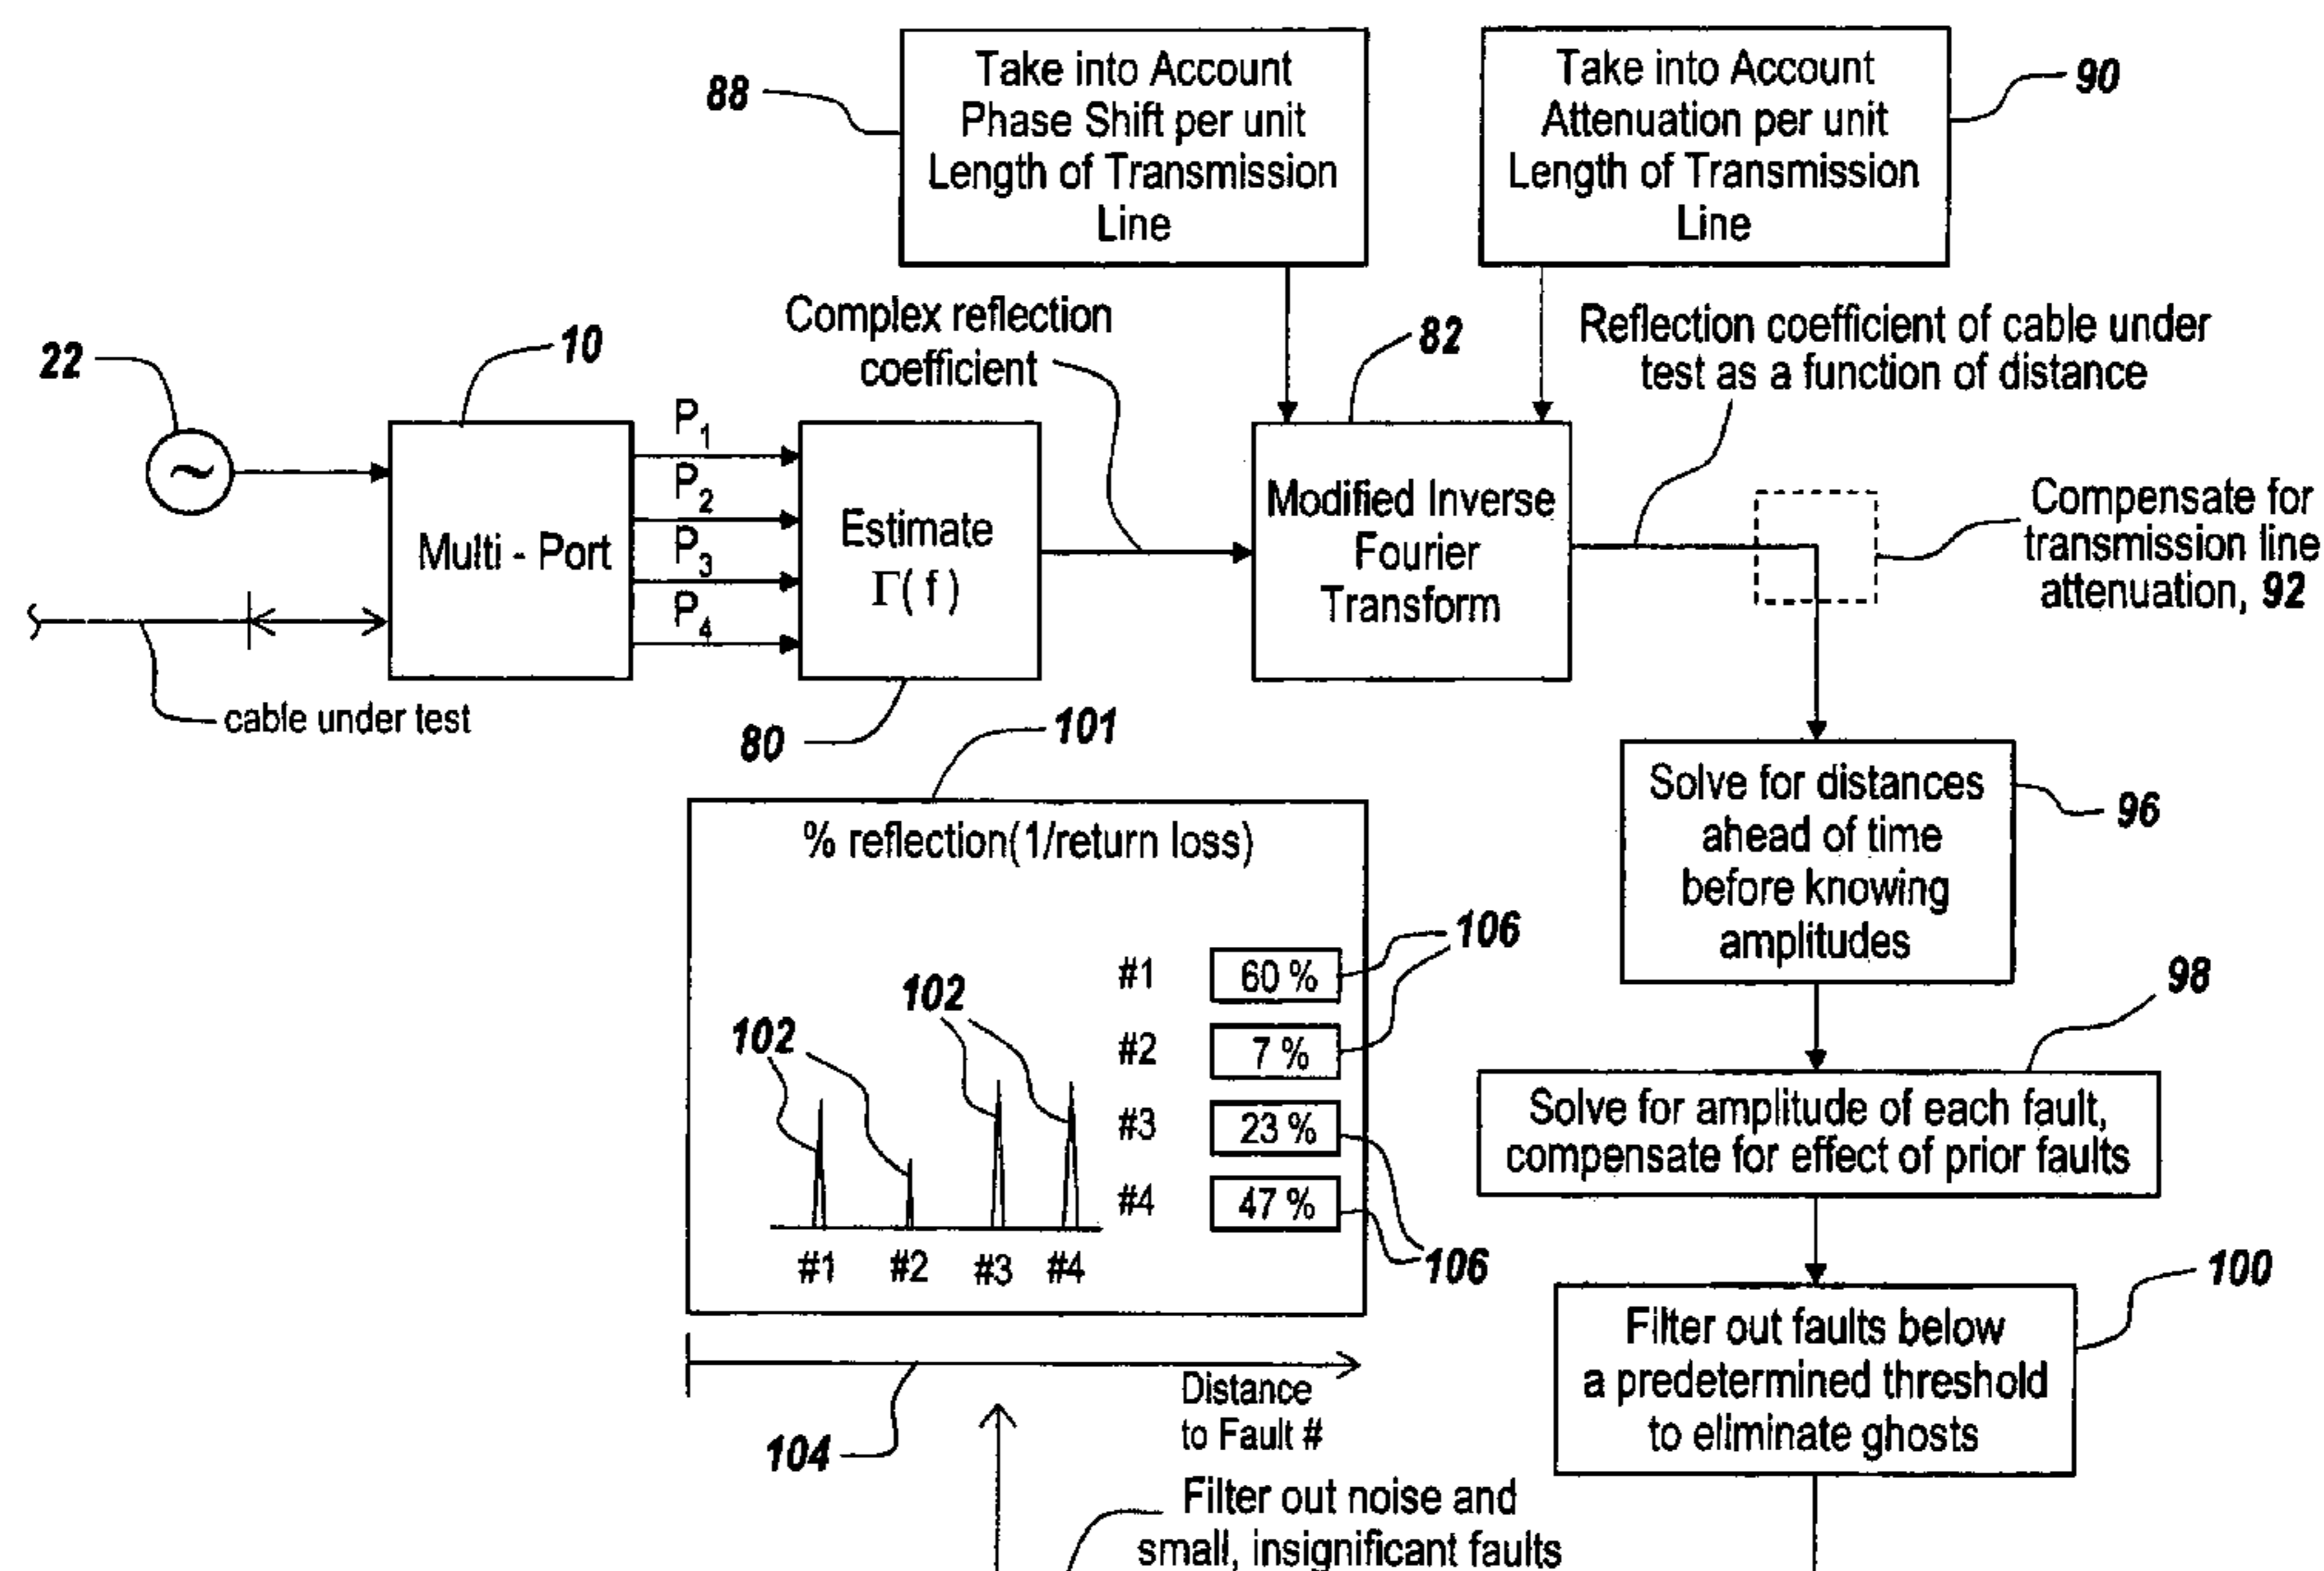 Take into Account
Phase Shift per unit
Length of Transmission
Line
88
Take into Account
Attenuation per unit
Length of Transmission
Line
90
22
10
Complex reflection
coefficient
82
Reflection coefficient of cable under
test as a function of distance
~
Multi - Port
P1
P2
P3
P4
Estimate
Γ(f)
Modified Inverse
Fourier
Transform
Compensate for
transmission line
attenuation, 92
cable under test
80
101
Solve for distances
ahead of time
before knowing
amplitudes
96
% reflection(1/return loss)
#1 60 %
#2 7 %
#3 23 %
#4 47 %
106
102
102
106
#1 #2 #3 #4
98
Solve for amplitude of each fault,
compensate for effect of prior faults
100
Filter out faults below
a predetermined threshold
to eliminate ghosts
Distance
to Fault #
104
Filter out noise and
small, insignificant faults